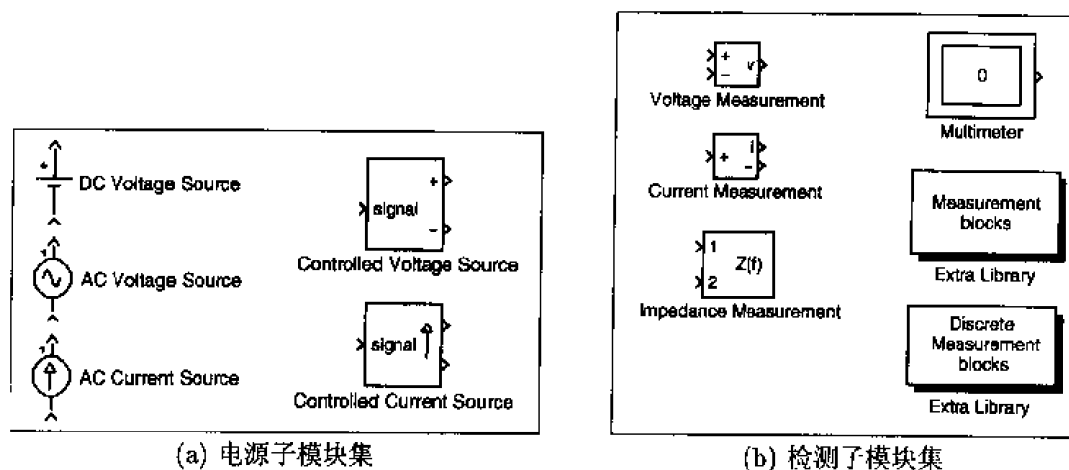 DC Voltage Source
AC Voltage Source
AC Current Source
+
signal
−
Controlled Voltage Source
signal
Controlled Current Source
(a) 电源子模块集
+
−
v
Voltage Measurement
+
i
−
Current Measurement
1
2
Z(f)
Impedance Measurement
0
Multimeter
Measurement
blocks
Extra Library
Discrete
Measurement
blocks
Extra Library
(b) 检测子模块集